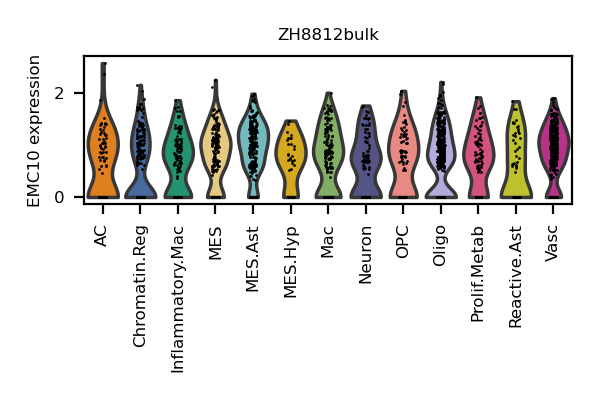 ZH8812bulk
EMC10 expression
2
0
AC
Chromatin.Reg
Inflammatory.Mac
MES
MES.Ast
MES.Hyp
Mac
Neuron
OPC
Oligo
Prolif.Metab
Reactive.Ast
Vasc